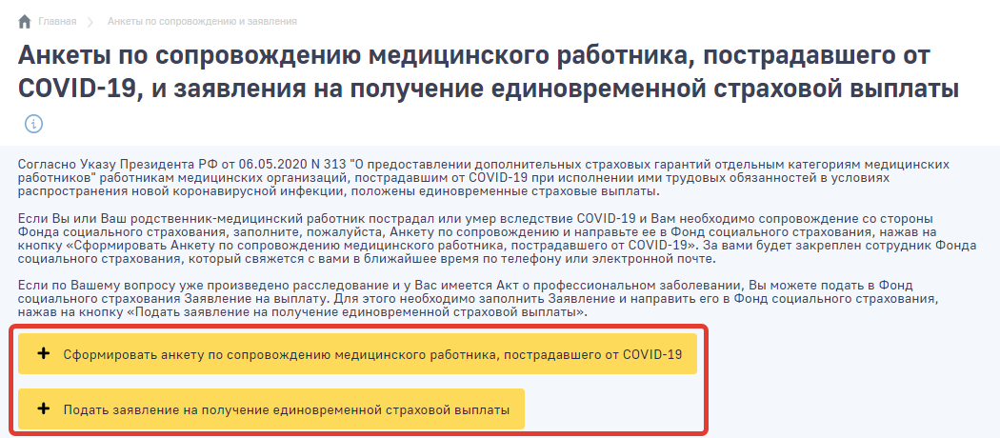 Главная
Анкеты по сопровождению и заявления
Анкеты по сопровождению медицинского работника, пострадавшего от
COVID-19, и заявления на получение единовременной страховой выплаты
Согласно Указу Президента РФ от 06.05.2020 N 313 "О предоставлении дополнительных страховых гарантий отдельным категориям медицинских
работников" работникам медицинских организаций, пострадавшим от COVID-19 при исполнении ими трудовых обязанностей в условиях
распространения новой коронавирусной инфекции, положены единовременные страховые выплаты.
Если Вы или Ваш родственник-медицинский работник пострадал или умер вследствие COVID-19 и Вам необходимо сопровождение со стороны
Фонда социального страхования, заполните, пожалуйста, Анкету по сопровождению и направьте ее в Фонд социального страхования, нажав на
кнопку «Сформировать Анкету по сопровождению медицинского работника, пострадавшего от COVID-19». За вами будет закреплен сотрудник Фонда
социального страхования, который свяжется с вами в ближайшее время по телефону или электронной почте.
Если по Вашему вопросу уже произведено расследование и у Вас имеется Акт о профессиональном заболевании, Вы можете подать в Фонд
социального страхования Заявление на выплату. Для этого необходимо заполнить Заявление и направить его в Фонд социального страхования,
нажав на кнопку «Подать заявление на получение единовременной страховой выплаты».
+ Сформировать анкету по сопровождению медицинского работника, пострадавшего от COVID-19
+ Подать заявление на получение единовременной страховой выплаты